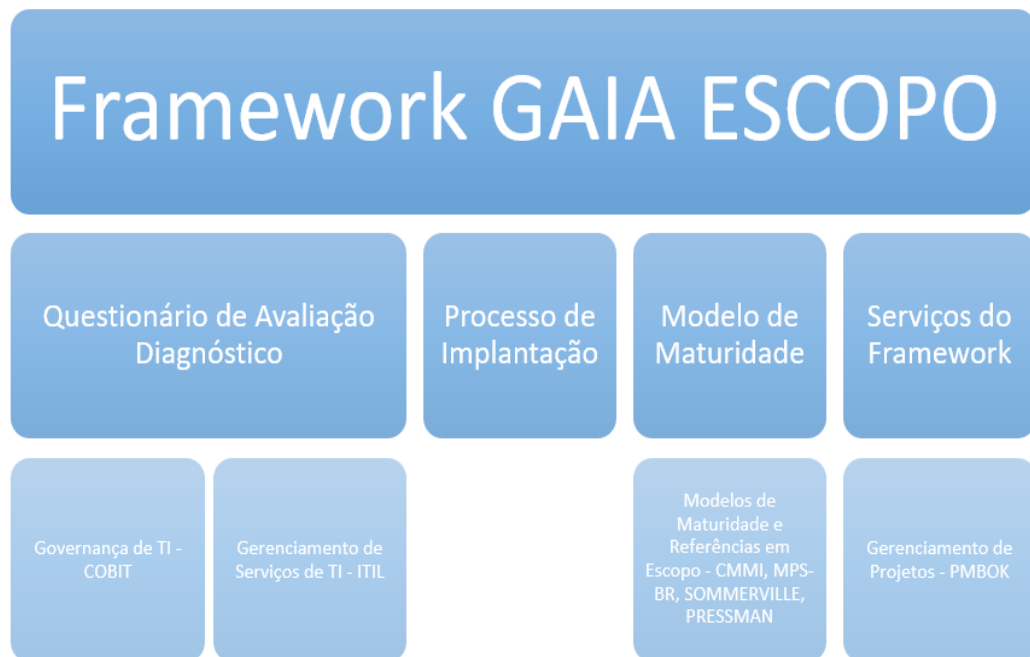 Framework GAIA ESCOPO
Questionário de Avaliação
Diagnóstico
Processo de
Implantação
Modelo de
Maturidade
Serviços do
Framework
Governança de TI -
COBIT
Gerenciamento de
Serviços de TI - ITIL
Modelos de
Maturidade e
Referências em
Escopo - CMMI, MPS-
BR, SOMMERVILLE,
PRESSMAN
Gerenciamento de
Projetos - PMBOK